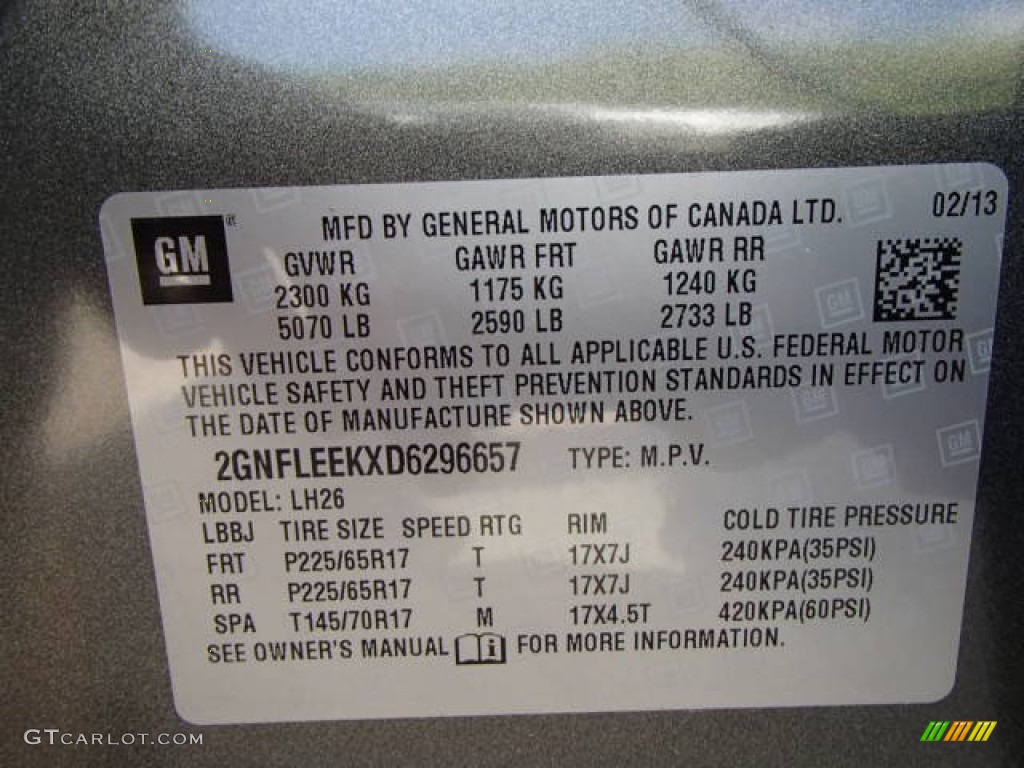 GM ® MFD BY GENERAL MOTORS OF CANADA LTD. 02/13
GVWR GAWR FRT GAWR RR
2300 KG 1175 KG 1240 KG
5070 LB 2590 LB 2733 LB
THIS VEHICLE CONFORMS TO ALL APPLICABLE U.S. FEDERAL MOTOR
VEHICLE SAFETY AND THEFT PREVENTION STANDARDS IN EFFECT ON
THE DATE OF MANUFACTURE SHOWN ABOVE.
2GNFLEEKXD6296657 TYPE: M.P.V.
MODEL: LH26
LBBJ TIRE SIZE SPEED RTG RIM COLD TIRE PRESSURE
FRT P225/65R17 T 17X7J 240KPA(35PSI)
RR P225/65R17 T 17X7J 240KPA(35PSI)
SPA T145/70R17 M 17X4.5T 420KPA(60PSI)
SEE OWNER'S MANUAL i FOR MORE INFORMATION.
GTCARLOT.COM